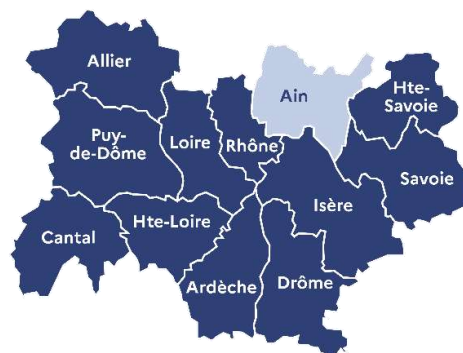 Allier
Ain
Hte-
Savoie
Puy-
de-Dôme
Loire
Rhône
Savoie
Isère
Cantal
Hte-Loire
Ardèche
Drôme